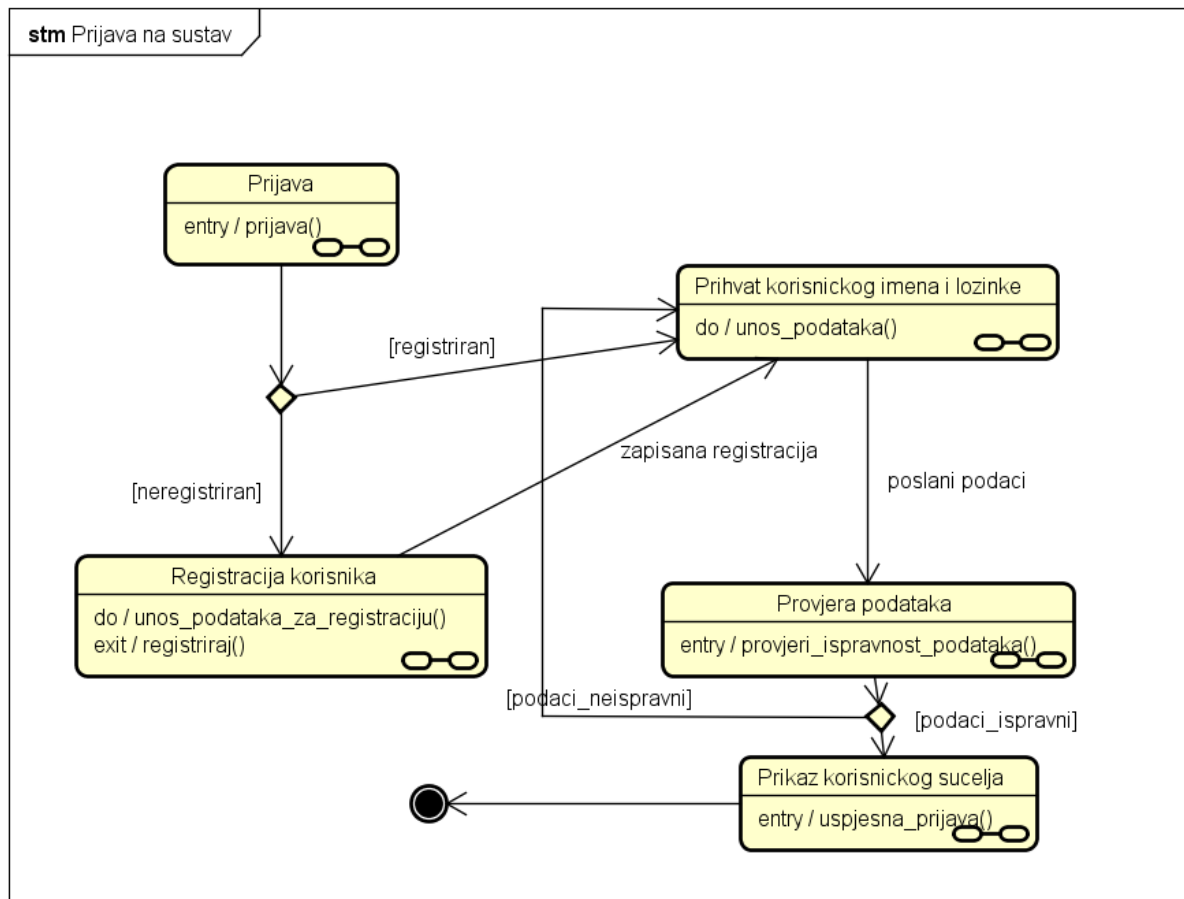 stm Prijava na sustav
Prijava
entry / prijava()
Prihvat korisnickog imena i lozinke
do / unos_podataka()
[registriran]
zapisana registracija
poslani podaci
[neregistriran]
Registracija korisnika
do / unos_podataka_za_registraciju()
exit / registriraj()
Provjera podataka
entry / provjeri_ispravnost_podataka()
[podaci_neispravni]
[podaci_ispravni]
Prikaz korisnickog sucelja
entry / uspjesna_prijava()